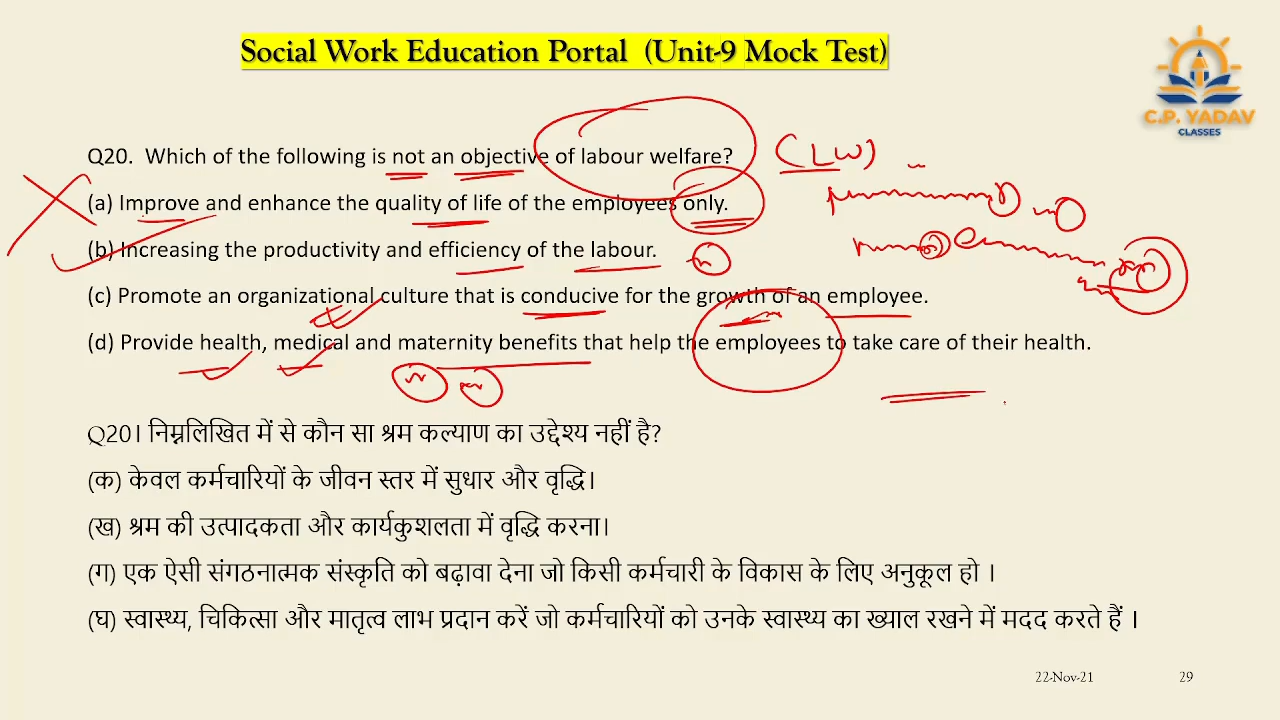 Social Work Education Portal (Unit-9 Mock Test)
C.P. YADAV
CLASSES
Q20. Which of the following is not an objective of labour welfare?
(LW)
(a) Improve and enhance the quality of life of the employees only.
(b) Increasing the productivity and efficiency of the labour.
(c) Promote an organizational culture that is conducive for the growth of an employee.
(d) Provide health, medical and maternity benefits that help the employees to take care of their health.
Q20। निम्नलिखित में से कौन सा श्रम कल्याण का उद्देश्य नहीं है?
(क) केवल कर्मचारियों के जीवन स्तर में सुधार और वृद्धि।
(ख) श्रम की उत्पादकता और कार्यकुशलता में वृद्धि करना।
(ग) एक ऐसी संगठनात्मक संस्कृति को बढ़ावा देना जो किसी कर्मचारी के विकास के लिए अनुकूल हो ।
(घ) स्वास्थ्य, चिकित्सा और मातृत्व लाभ प्रदान करें जो कर्मचारियों को उनके स्वास्थ्य का ख्याल रखने में मदद करते हैं ।
22-Nov-21
29